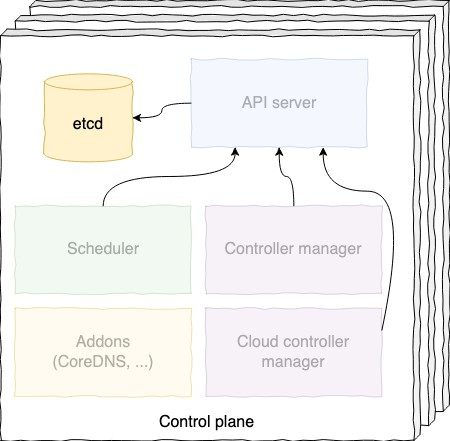 API server
etcd
Scheduler
Controller manager
Addons
(CoreDNS, ...)
Cloud controller
manager
Control plane